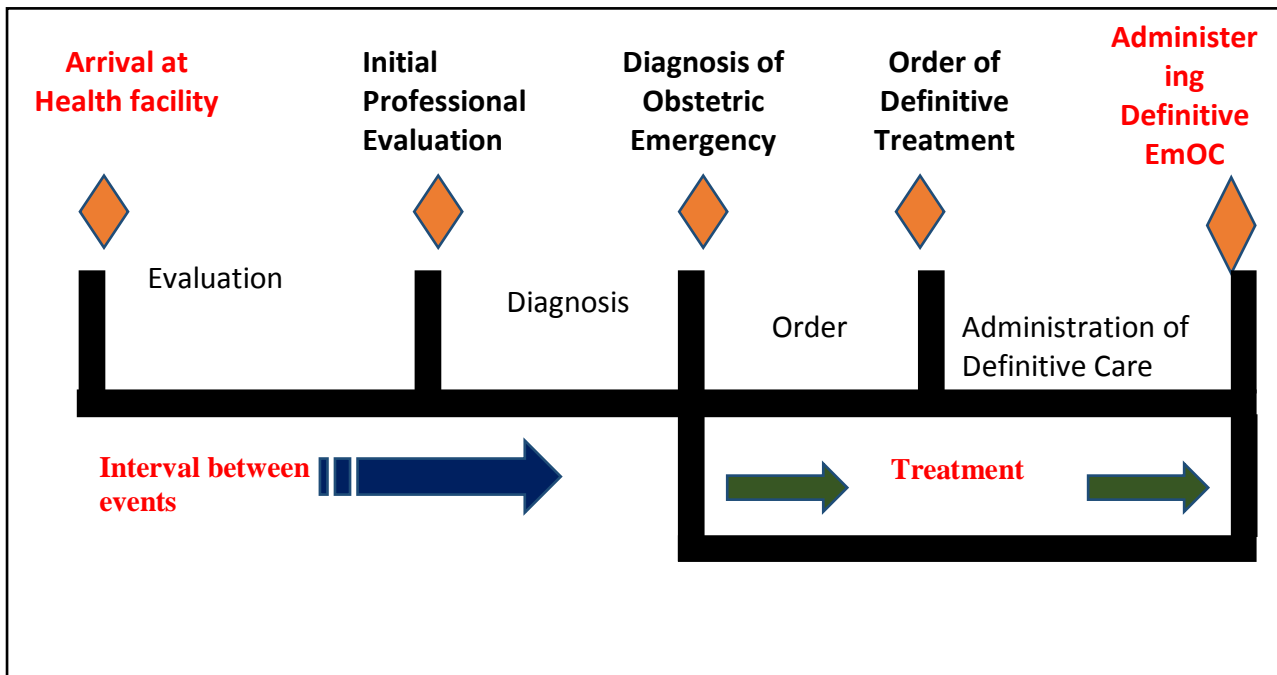 Arrival at
Health facility
Initial
Professional
Evaluation
Diagnosis of
Obstetric
Emergency
Order of
Definitive
Treatment
Administer
ing
Definitive
EmOC
Evaluation
Diagnosis
Order
Administration of
Definitive Care
Interval between
events
Treatment